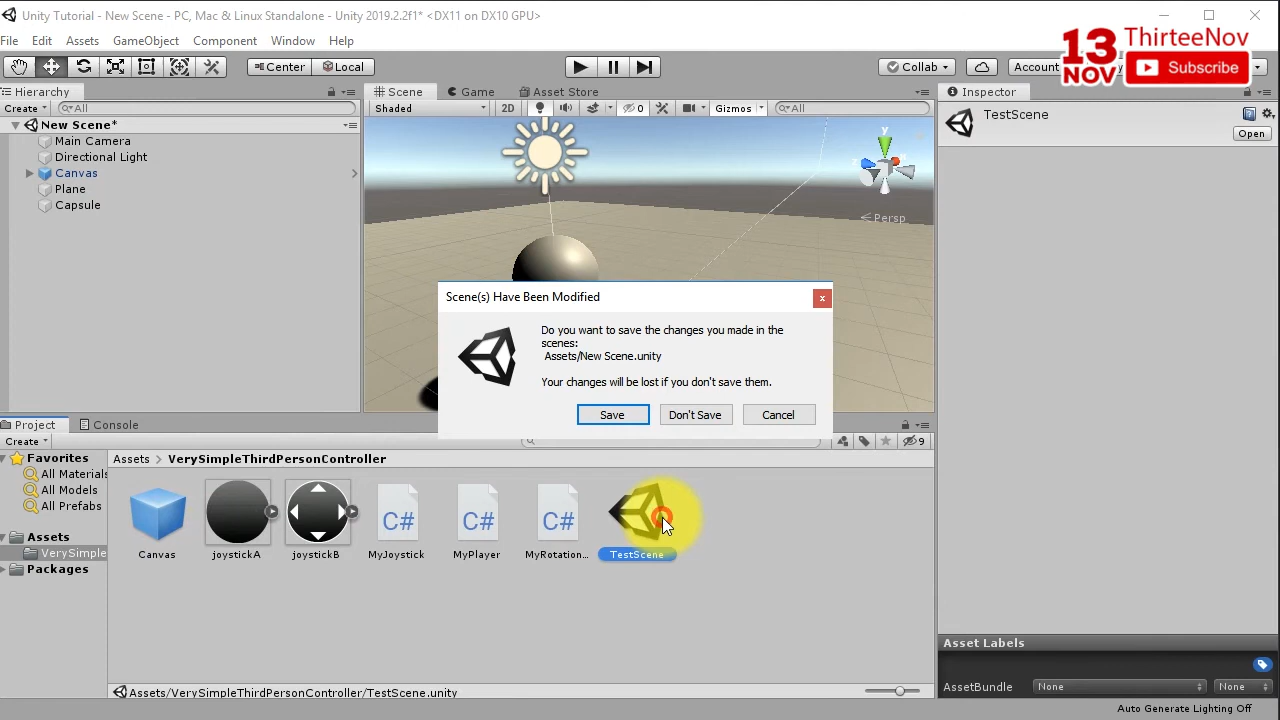 Unity Tutorial - New Scene - PC, Mac & Linux Standalone - Unity 2019.2.2f1* <DX11 on DX10 GPU>
File Edit Assets GameObject Component Window Help
13 NOV ThirteeNov
Subscribe
Center Local Collab Account
Hierarchy Scene Game Asset Store Inspector
Create All Shaded 2D 0 Gizmos All TestScene
Open
New Scene*
Main Camera
Directional Light
Canvas
Plane
Capsule
y
Persp
Scene(s) Have Been Modified
x
Do you want to save the changes you made in the
scenes:
Assets/New Scene.unity
Your changes will be lost if you don't save them.
Save Don't Save Cancel
Project Console
Create 9
Favorites
All Materials
All Models
All Prefabs
Assets
VerySimple
Packages
Assets > VerySimpleThirdPersonController
C# C# C#
Canvas joystickA joystickB MyJoystick MyPlayer MyRotation... TestScene
Assets/VerySimpleThirdPersonController/TestScene.unity
Asset Labels
AssetBundle None None
Auto Generate Lighting Off